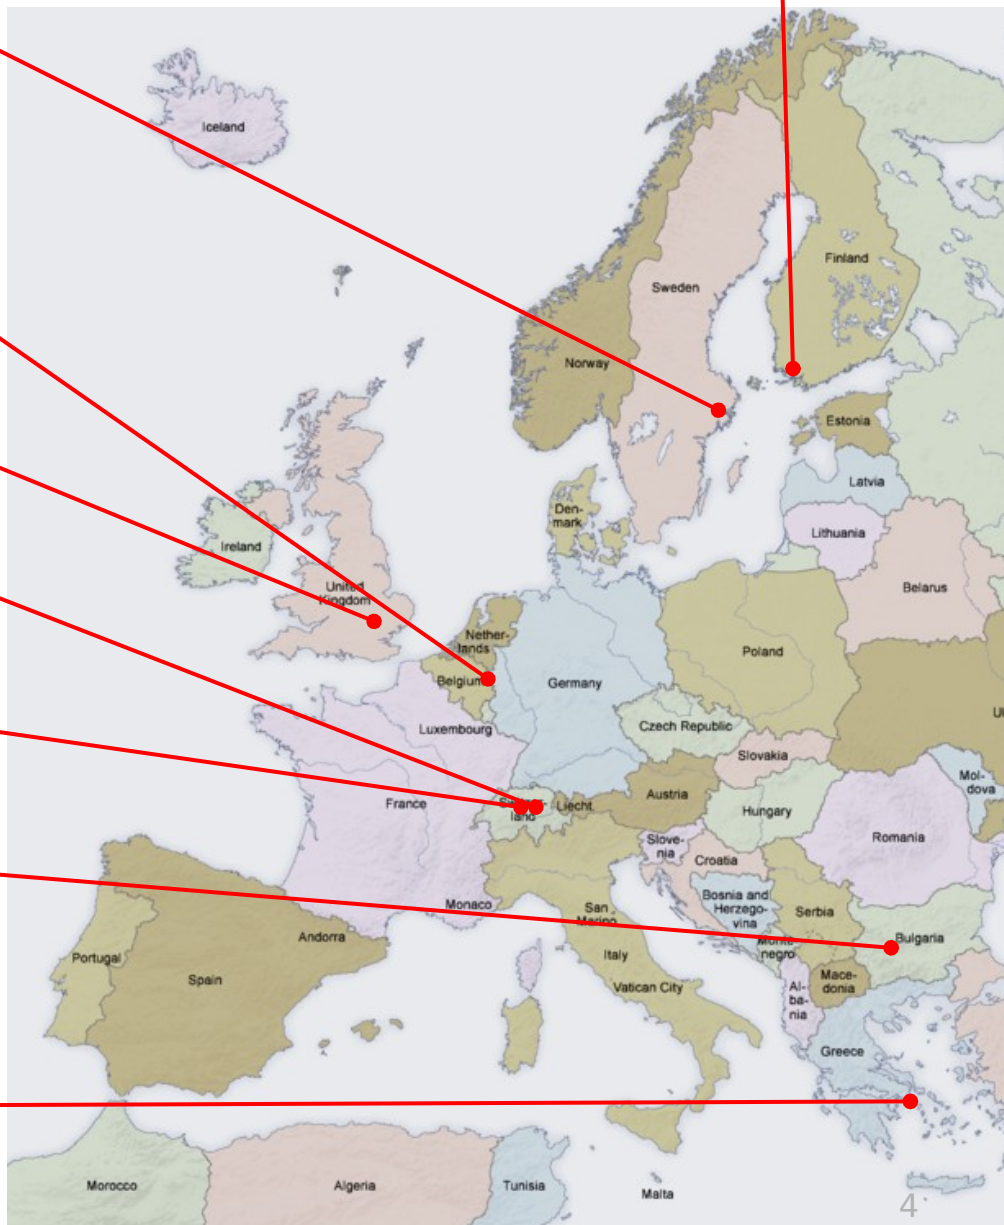 Iceland
Finland
Sweden
Norway
Estonia
Latvia
Den-
mark
Lithuania
Ireland
United
Kingdom
Belarus
Nether-
lands
Poland
Belgium
Germany
Luxembourg
Czech Republic
Slovakia
Mol-
dova
Austria
France
Liecht
land
Hungary
Romania
Slove-
nia
Croatia
Bosnia and
Herzego-
vina
Monaco
San
Marino
Serbia
Andorra
Bulgaria
Monte
negro
Italy
Portugal
Spain
Vatican City
Mace-
donia
Al-
ba-
nia
Greece
Morocco
Algeria
Tunisia
Malta
4